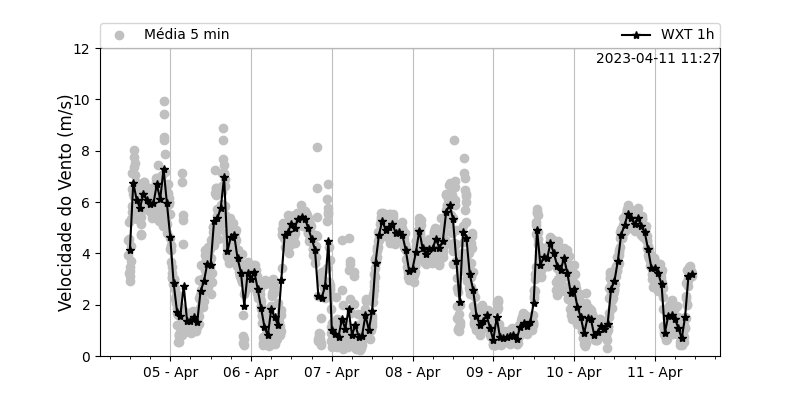 Média 5 min
WXT 1h
2023-04-11 11:27
Velocidade do Vento (m/s)
12
10
8
6
4
2
0
05 - Apr
06 - Apr
07 - Apr
08 - Apr
09 - Apr
10 - Apr
11 - Apr